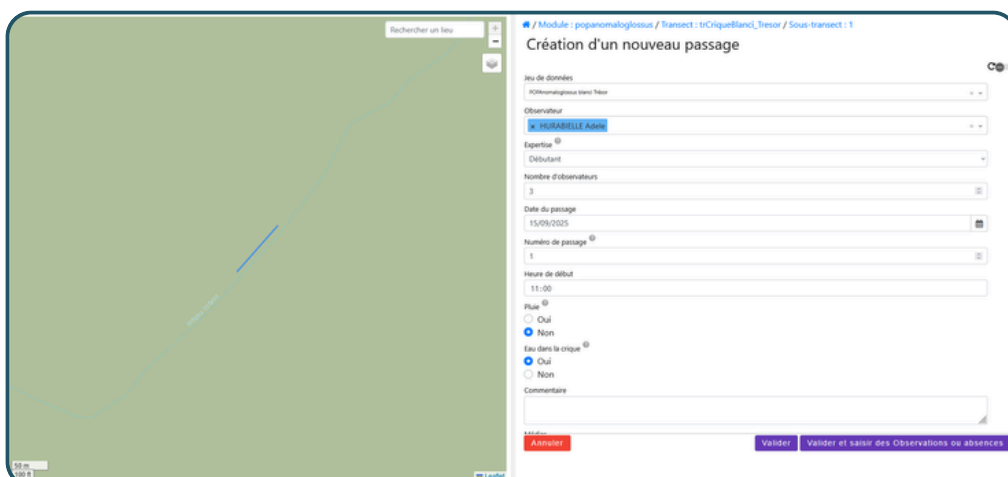 Rechercher un lieu
+
−
50 m
100 ft
Leaflet
/ Module : popanomaloglossus / Transect : trCriqueBlanci_Tresor / Sous-transect : 1
Création d'un nouveau passage
Jeu de données
POPAnomaloglossus blanci Trésor
Observateur
× HURABIELLE Adele
Expertise
Débutant
Nombre d'observateurs
3
Date du passage
15/09/2025
Numéro de passage
1
Heure de début
11:00
Pluie
Oui
Non
Eau dans la crique
Oui
Non
Commentaire
Annuler
Valider
Valider et saisir des Observations ou absences